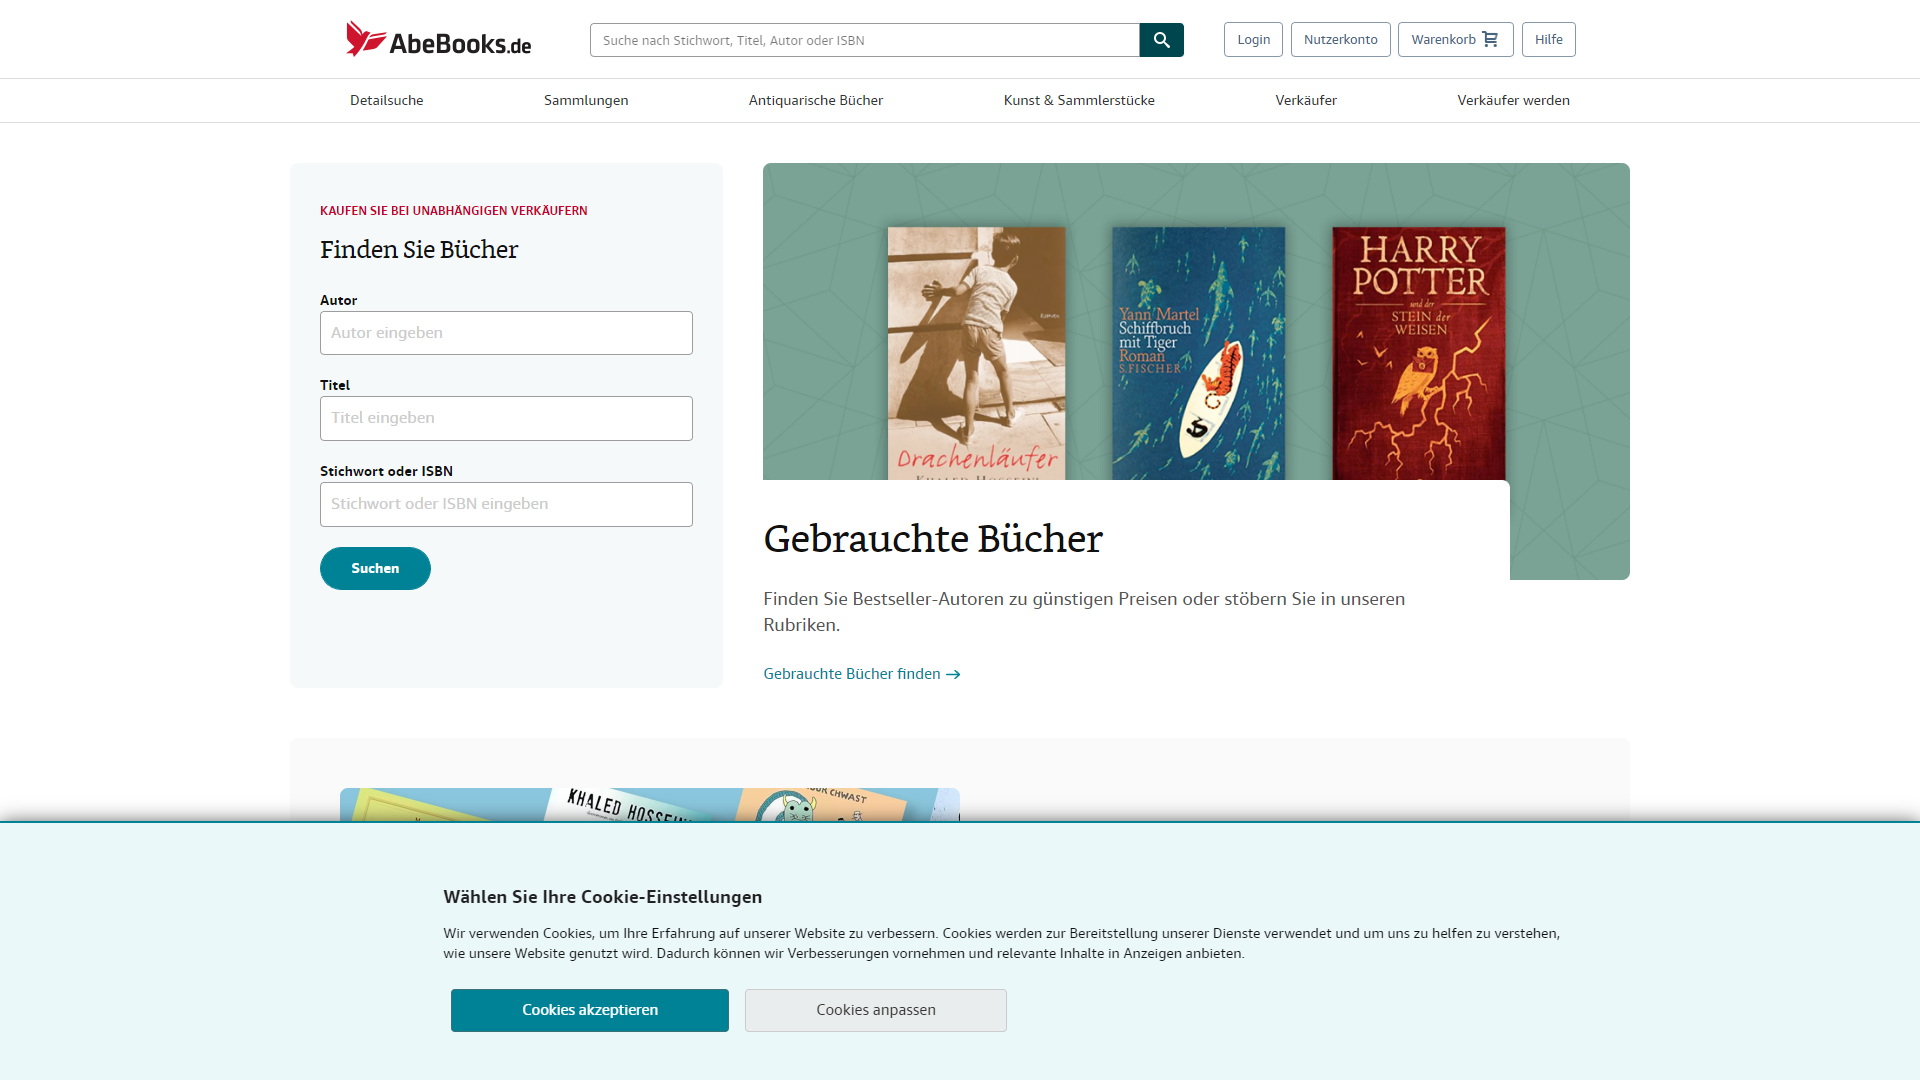 AbeBooks.de
Suche nach Stichwort, Titel, Autor oder ISBN
Login
Nutzerkonto
Warenkorb
Hilfe
Detailsuche
Sammlungen
Antiquarische Bücher
Kunst & Sammlerstücke
Verkäufer
Verkäufer werden
KAUFEN SIE BEI UNABHÄNGIGEN VERKÄUFERN
Finden Sie Bücher
Autor
Autor eingeben
Titel
Titel eingeben
Stichwort oder ISBN
Stichwort oder ISBN eingeben
Suchen
Roman
Drachenläufer
KHALED HOSSEINI
Yann Martel
Schiffbruch
mit Tiger
Roman
S. FISCHER
HARRY
POTTER
und der
STEIN der
WEISEN
Gebrauchte Bücher
Finden Sie Bestseller-Autoren zu günstigen Preisen oder stöbern Sie in unseren
Rubriken.
Gebrauchte Bücher finden →
KHALED HOSSEINI
CHWAST
Wählen Sie Ihre Cookie-Einstellungen
Wir verwenden Cookies, um Ihre Erfahrung auf unserer Website zu verbessern. Cookies werden zur Bereitstellung unserer Dienste verwendet und um uns zu helfen zu verstehen,
wie unsere Website genutzt wird. Dadurch können wir Verbesserungen vornehmen und relevante Inhalte in Anzeigen anbieten.
Cookies akzeptieren
Cookies anpassen